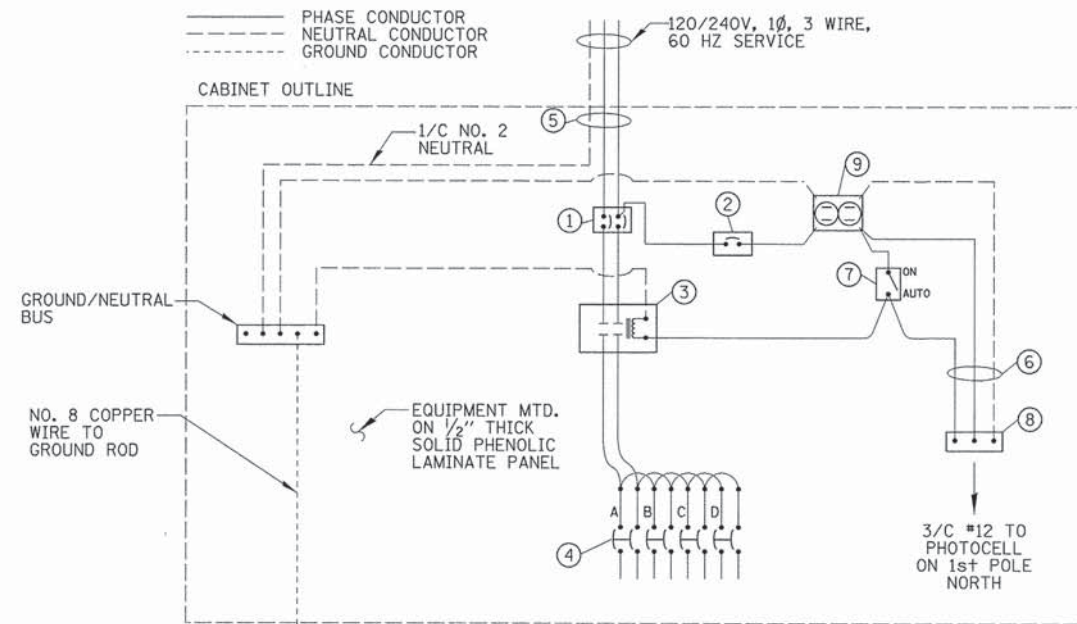 PHASE CONDUCTOR
NEUTRAL CONDUCTOR
GROUND CONDUCTOR
120/240V, 1Ø, 3 WIRE,
60 HZ SERVICE
CABINET OUTLINE
5
1/C NO. 2
NEUTRAL
9
2
1
ON
7
AUTO
3
GROUND/NEUTRAL
BUS
6
NO. 8 COPPER
WIRE TO
GROUND ROD
EQUIPMENT MTD.
ON 1/2" THICK
SOLID PHENOLIC
LAMINATE PANEL
8
A B C D
4
3/C #12 TO
PHOTOCELL
ON 1st POLE
NORTH